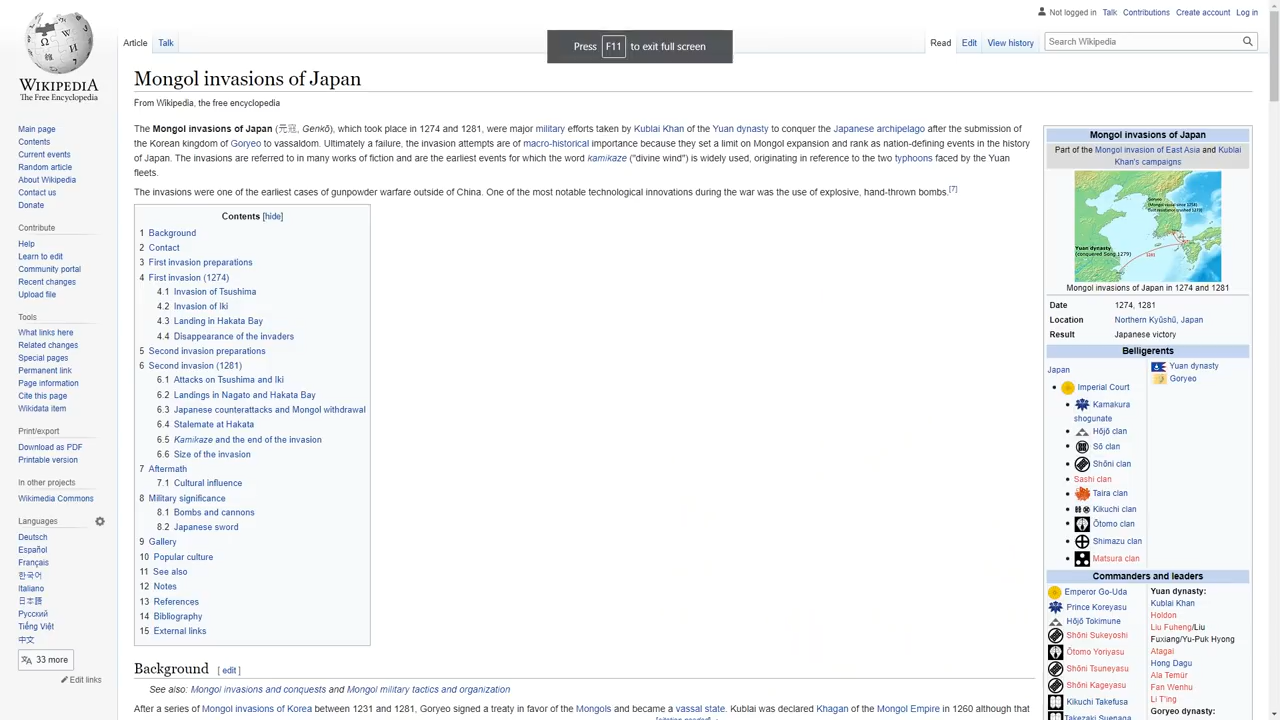 WIKIPEDIA
The Free Encyclopedia
Main page
Contents
Current events
Random article
About Wikipedia
Contact us
Donate
Contribute
Help
Learn to edit
Community portal
Recent changes
Upload file
Tools
What links here
Related changes
Special pages
Permanent link
Page information
Cite this page
Wikidata item
Print/export
Download as PDF
Printable version
In other projects
Wikimedia Commons
Languages
Deutsch
Español
Français
한국어
Italiano
日本語
Русский
Tiếng Việt
中文
33 more
Edit links
Not logged in Talk Contributions Create account Log in
Article Talk
Press F11 to exit full screen
Read Edit View history
Search Wikipedia
Mongol invasions of Japan
From Wikipedia, the free encyclopedia
The Mongol invasions of Japan (元寇, Genkō), which took place in 1274 and 1281, were major military efforts taken by Kublai Khan of the Yuan dynasty to conquer the Japanese archipelago after the submission of
the Korean kingdom of Goryeo to vassaldom. Ultimately a failure, the invasion attempts are of macro-historical importance because they set a limit on Mongol expansion and rank as nation-defining events in the history
of Japan. The invasions are referred to in many works of fiction and are the earliest events for which the word kamikaze ("divine wind") is widely used, originating in reference to the two typhoons faced by the Yuan
fleets.
The invasions were one of the earliest cases of gunpowder warfare outside of China. One of the most notable technological innovations during the war was the use of explosive, hand-thrown bombs.[7]
Contents [hide]
1 Background
2 Contact
3 First invasion preparations
4 First invasion (1274)
4.1 Invasion of Tsushima
4.2 Invasion of Iki
4.3 Landing in Hakata Bay
4.4 Disappearance of the invaders
5 Second invasion preparations
6 Second invasion (1281)
6.1 Attacks on Tsushima and Iki
6.2 Landings in Nagato and Hakata Bay
6.3 Japanese counterattacks and Mongol withdrawal
6.4 Stalemate at Hakata
6.5 Kamikaze and the end of the invasion
6.6 Size of the invasion
7 Aftermath
7.1 Cultural influence
8 Military significance
8.1 Bombs and cannons
8.2 Japanese sword
9 Gallery
10 Popular culture
11 See also
12 Notes
13 References
14 Bibliography
15 External links
Background [ edit ]
See also: Mongol invasions and conquests and Mongol military tactics and organization
After a series of Mongol invasions of Korea between 1231 and 1281, Goryeo signed a treaty in favor of the Mongols and became a vassal state. Kublai was declared Khagan of the Mongol Empire in 1260 although that
Mongol invasions of Japan
Part of the Mongol invasion of East Asia and Kublai
Khan's campaigns
Goryeo
Yuan dynasty
(conquered Song 1279)
1281
Mongol invasions of Japan in 1274 and 1281
Date 1274, 1281
Location Northern Kyūshū, Japan
Result Japanese victory
Belligerents
Japan
Imperial Court
Kamakura
shogunate
Hōjō clan
Sō clan
Shōni clan
Sashi clan
Taira clan
Kikuchi clan
Ōtomo clan
Shimazu clan
Matsura clan
Yuan dynasty
Goryeo
Commanders and leaders
Emperor Go-Uda
Prince Koreyasu
Hōjō Tokimune
Shōni Sukeyoshi
Ōtomo Yoriyasu
Shōni Tsuneyasu
Shōni Kageyasu
Kikuchi Takefusa
Takezaki Suenaga
Yuan dynasty:
Kublai Khan
Holdon
Liu Fuheng/Liu
Fuxiang/Yu-Puk Hyong
Atagai
Hong Dagu
Ala Temür
Fan Wenhu
Li T'ing
Goryeo dynasty: